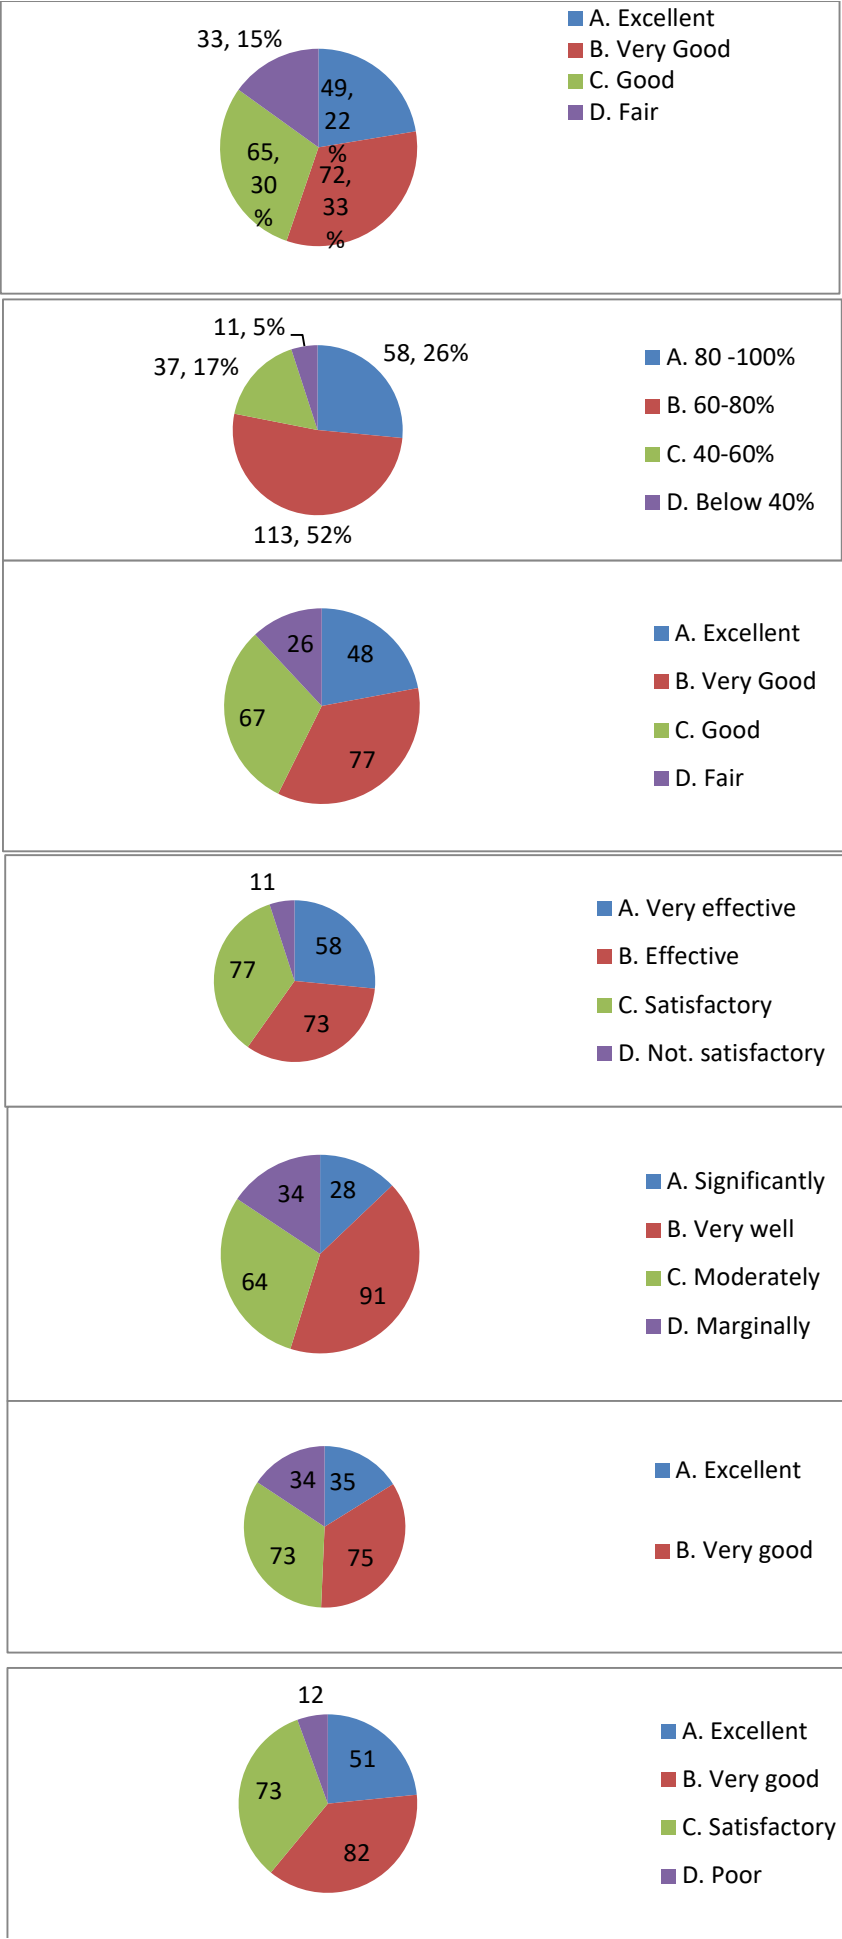 33, 15%
49,
22
%
72,
33
%
65,
30
%
A. Excellent
B. Very Good
C. Good
D. Fair
11, 5%
58, 26%
37, 17%
113, 52%
A. 80 -100%
B. 60-80%
C. 40-60%
D. Below 40%
26
48
67
77
A. Excellent
B. Very Good
C. Good
D. Fair
11
58
77
73
A. Very effective
B. Effective
C. Satisfactory
D. Not. satisfactory
34
28
64
91
A. Significantly
B. Very well
C. Moderately
D. Marginally
34
35
73
75
A. Excellent
B. Very good
12
51
73
82
A. Excellent
B. Very good
C. Satisfactory
D. Poor